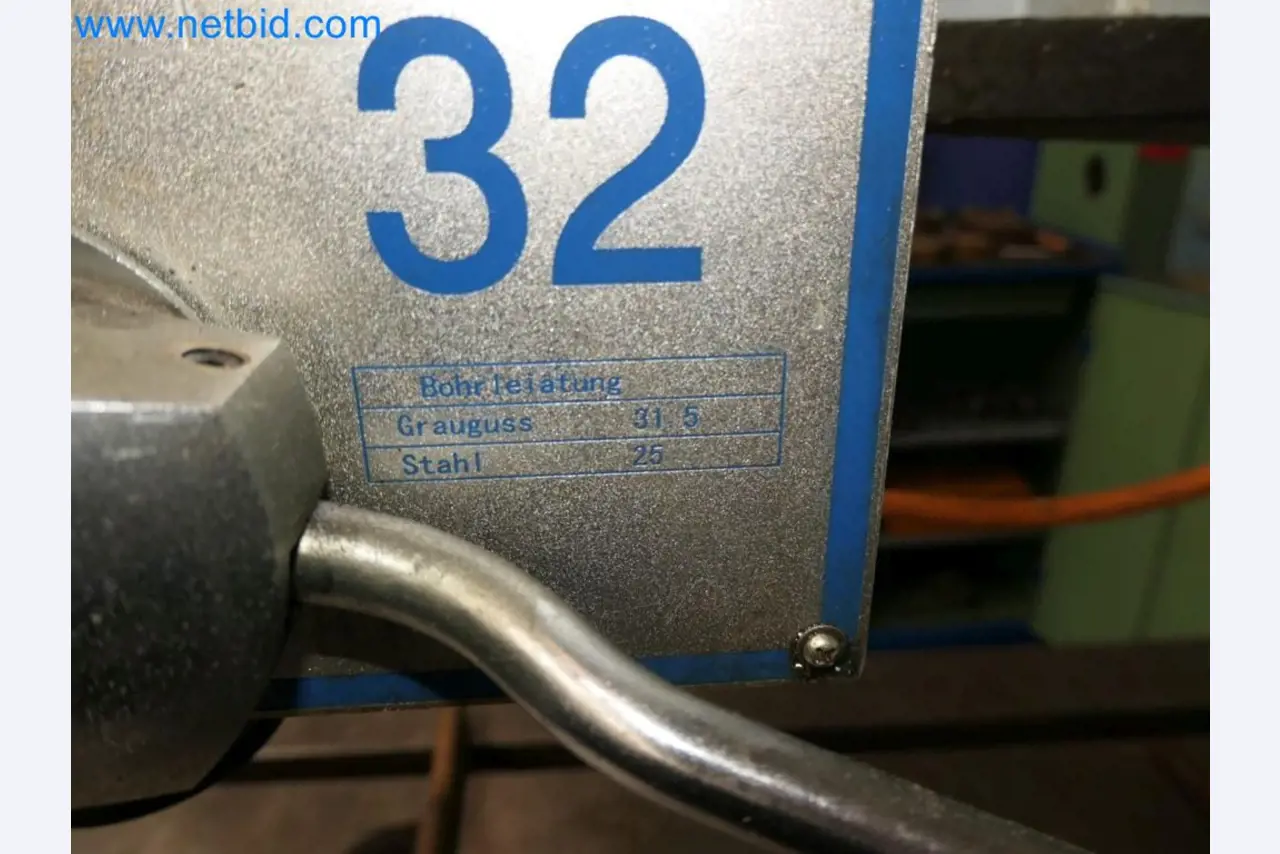 www.netbid.com
32
Bohrleiatung
Grauguss 31 5
Stahl 25